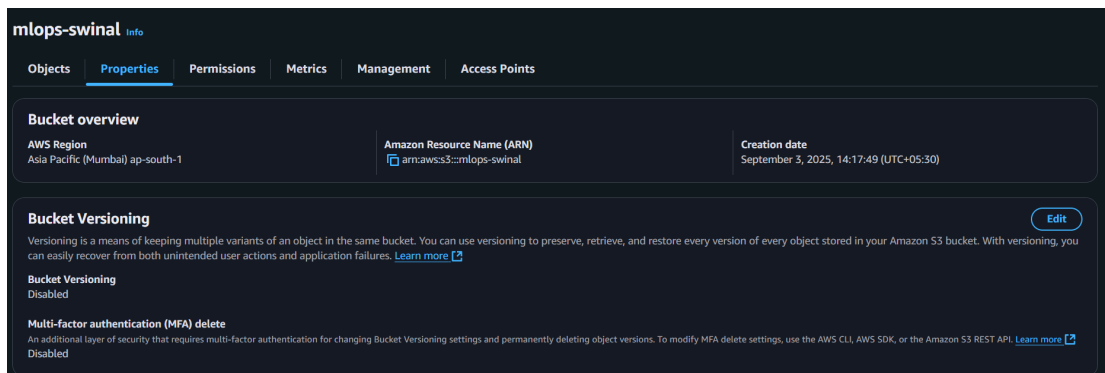 mlops-swinal Info
Objects Properties Permissions Metrics Management Access Points
Bucket overview
AWS Region
Asia Pacific (Mumbai) ap-south-1
Amazon Resource Name (ARN)
arn:aws:s3:::mlops-swinal
Creation date
September 3, 2025, 14:17:49 (UTC+05:30)
Bucket Versioning
Edit
Versioning is a means of keeping multiple variants of an object in the same bucket. You can use versioning to preserve, retrieve, and restore every version of every object stored in your Amazon S3 bucket. With versioning, you
can easily recover from both unintended user actions and application failures. Learn more
Bucket Versioning
Disabled
Multi-factor authentication (MFA) delete
An additional layer of security that requires multi-factor authentication for changing Bucket Versioning settings and permanently deleting object versions. To modify MFA delete settings, use the AWS CLI, AWS SDK, or the Amazon S3 REST API. Learn more
Disabled